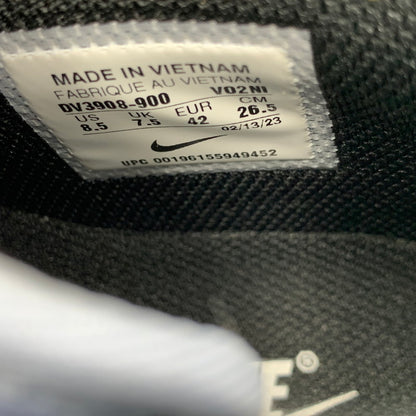 MADE IN VIETNAM
FABRIQUE AU VIETNAM
DV3908-900 VO2NI
US UK EUR CM
8.5 7.5 42 26.5
02/13/23
UPC 00196155949452
E®